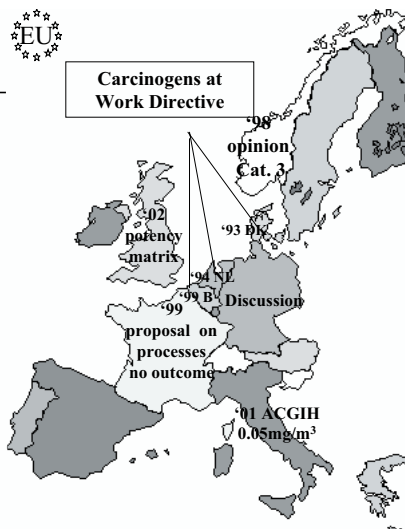 EU
Carcinogens at
Work Directive
‘98
opinion
Cat. 3
‘02
potency
matrix
‘93 DK
‘94 NL
‘99 B
Discussion
‘99
proposal on
processes
no outcome
‘01 ACGIH
0.05mg/m³